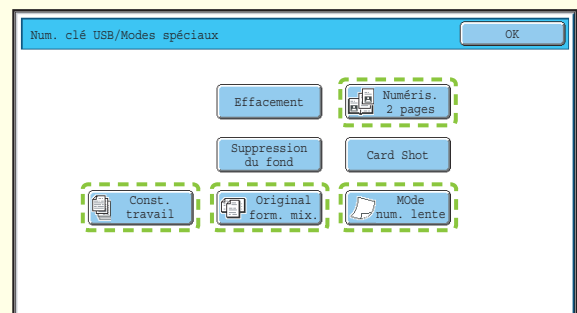 Num. clé USB/Modes spéciaux
OK
Effacement
Numéris.
2 pages
Suppression
du fond
Card Shot
Const.
travail
Original
form. mix.
MOde
num. lente